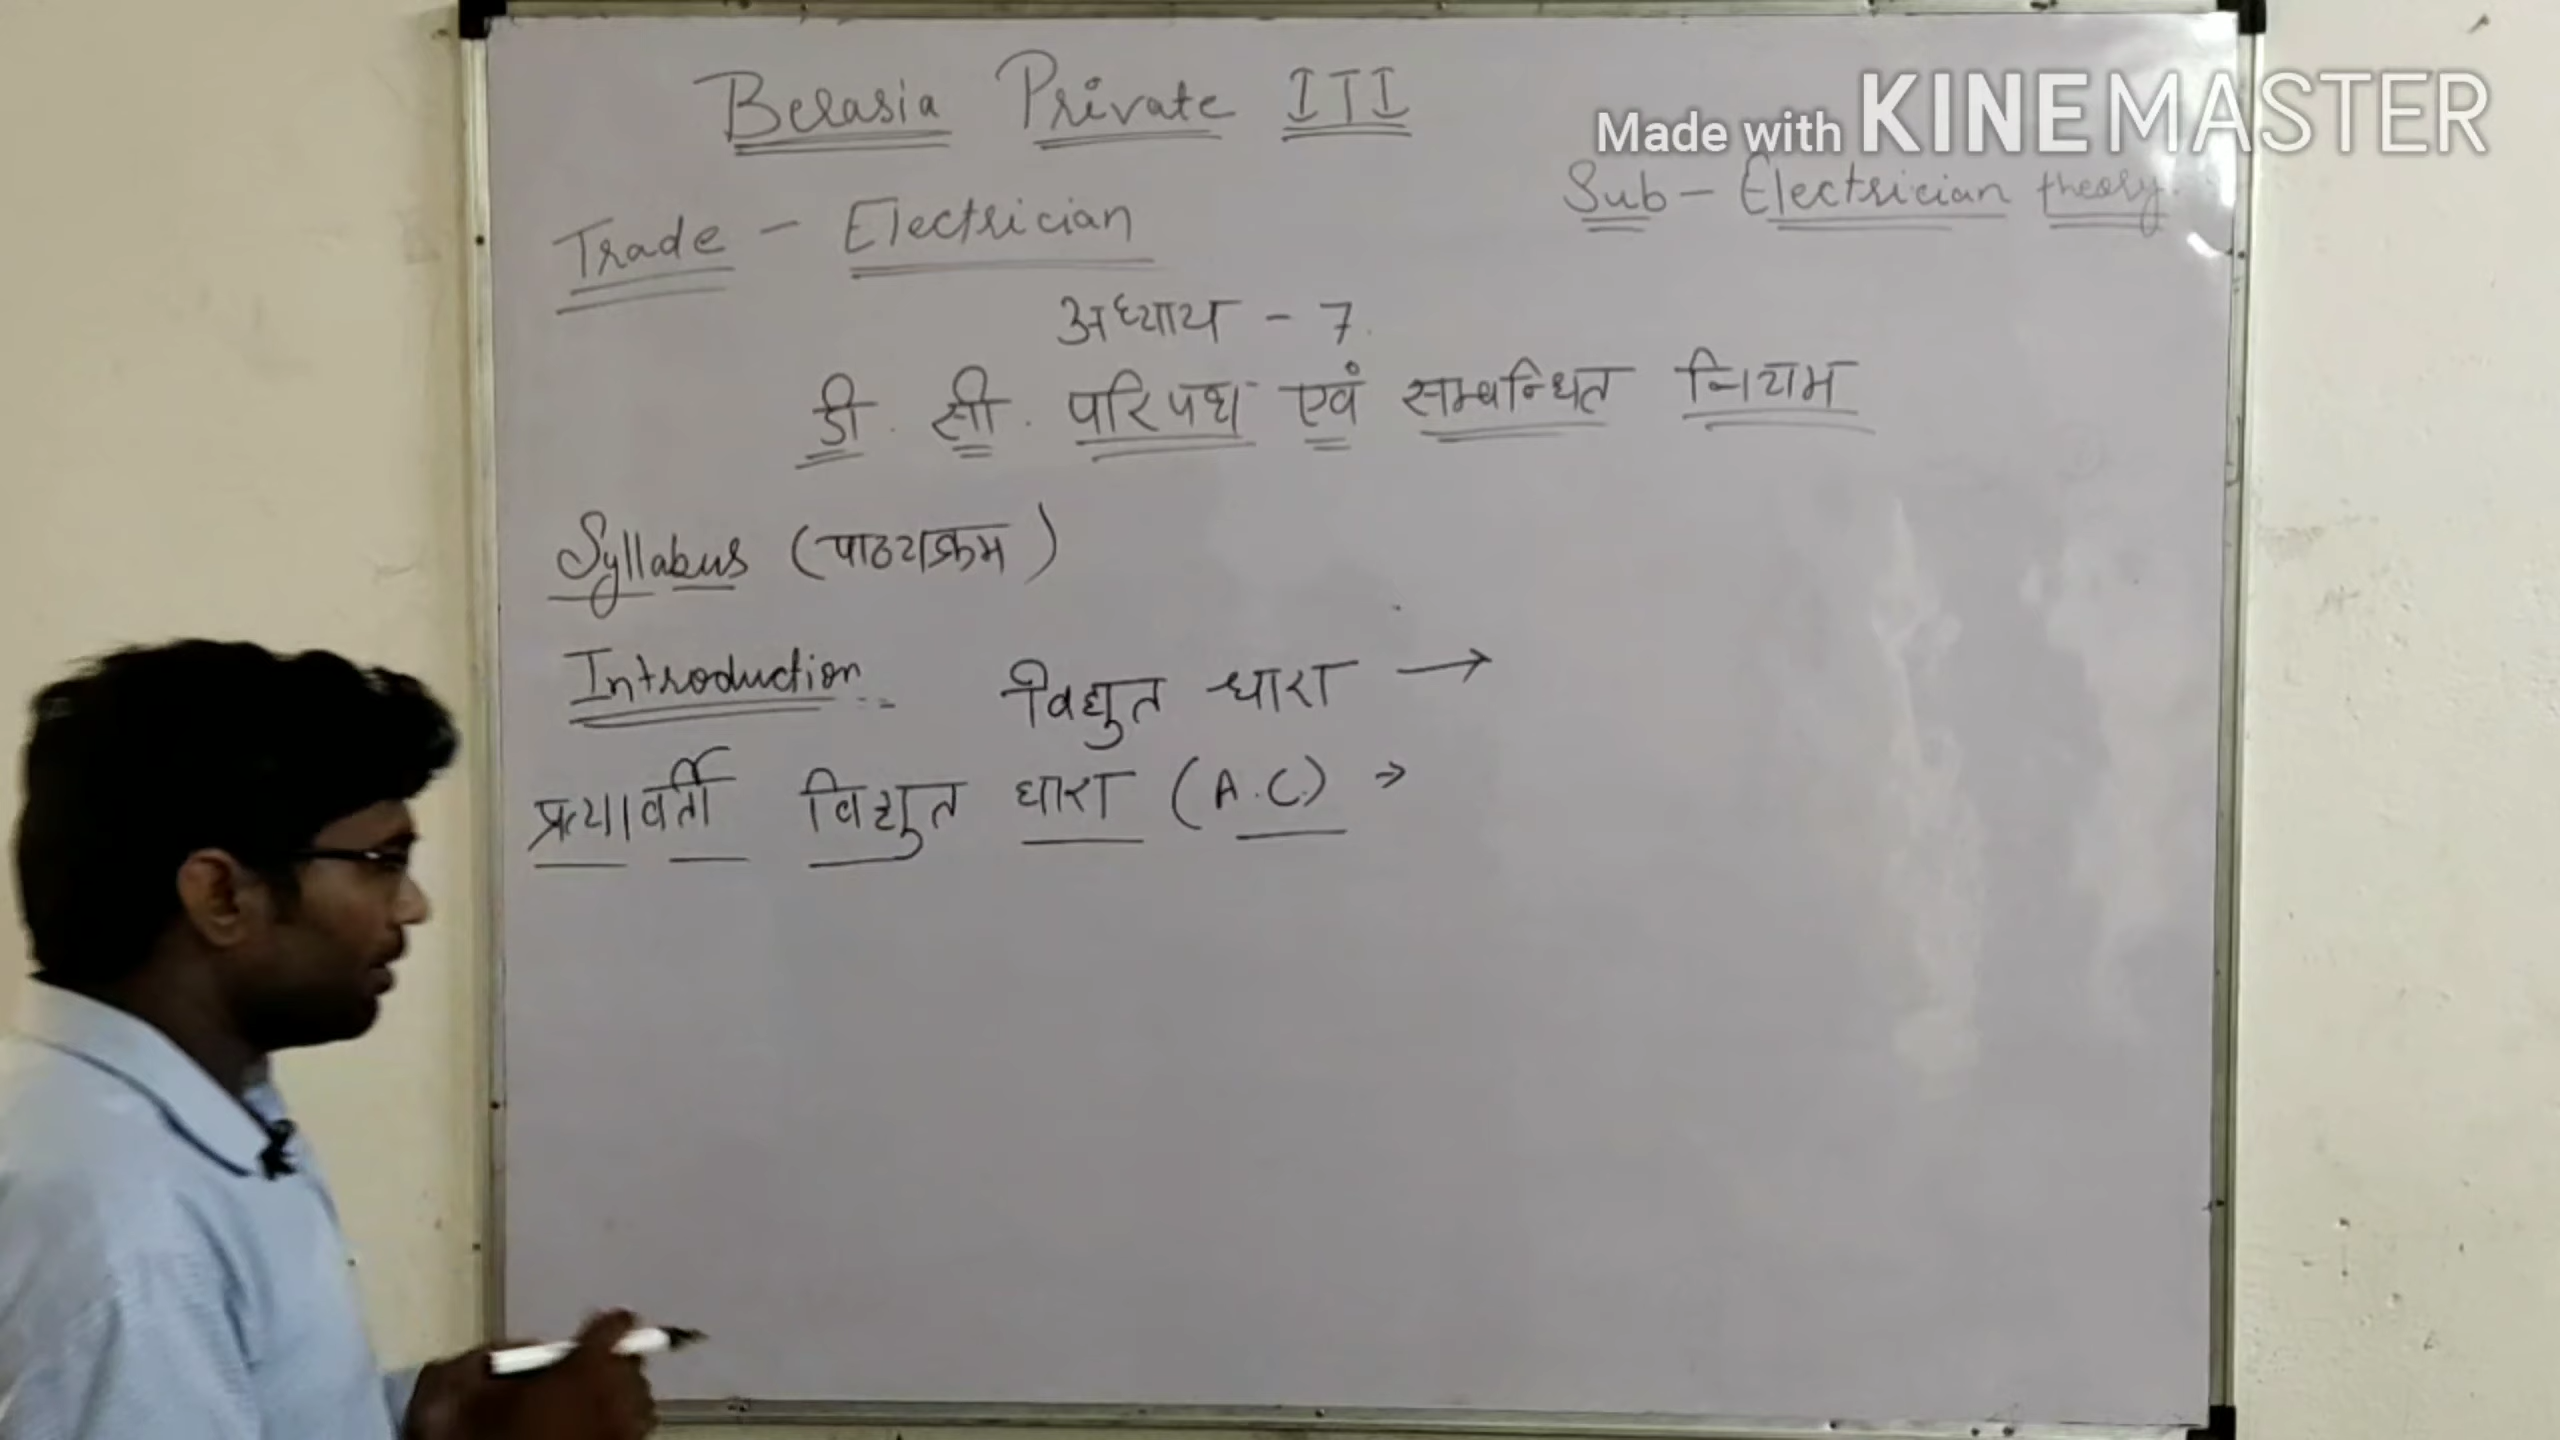 Berasia Private ITI
Made with KINEMASTER
Sub - Electrician theory.
Trade - Electrician
अध्याय - 7.
डी. सी. परिपथ एवं सम्बन्धित नियम
Syllabus (पाठ्यक्रम)
Introduction :- विद्युत धारा →
प्रत्यावर्ती विद्युत धारा (A.C.) →